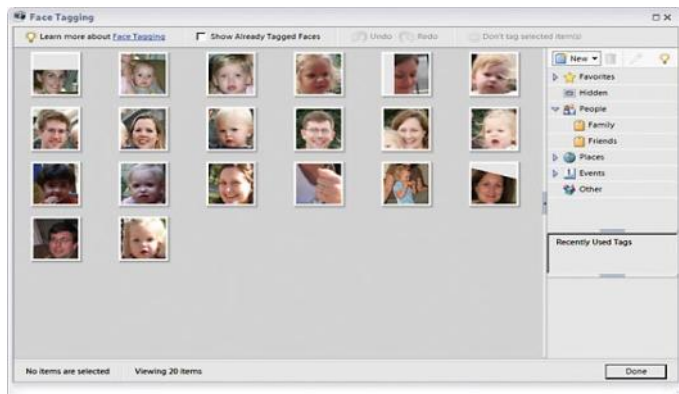 Face Tagging
Learn more about Face Tagging Show Already Tagged Faces Undo Redo Don't tag selected item(s)
New
Favorites
Hidden
People
Family
Friends
Places
Events
Other
Recently Used Tags
No items are selected Viewing 20 items Done